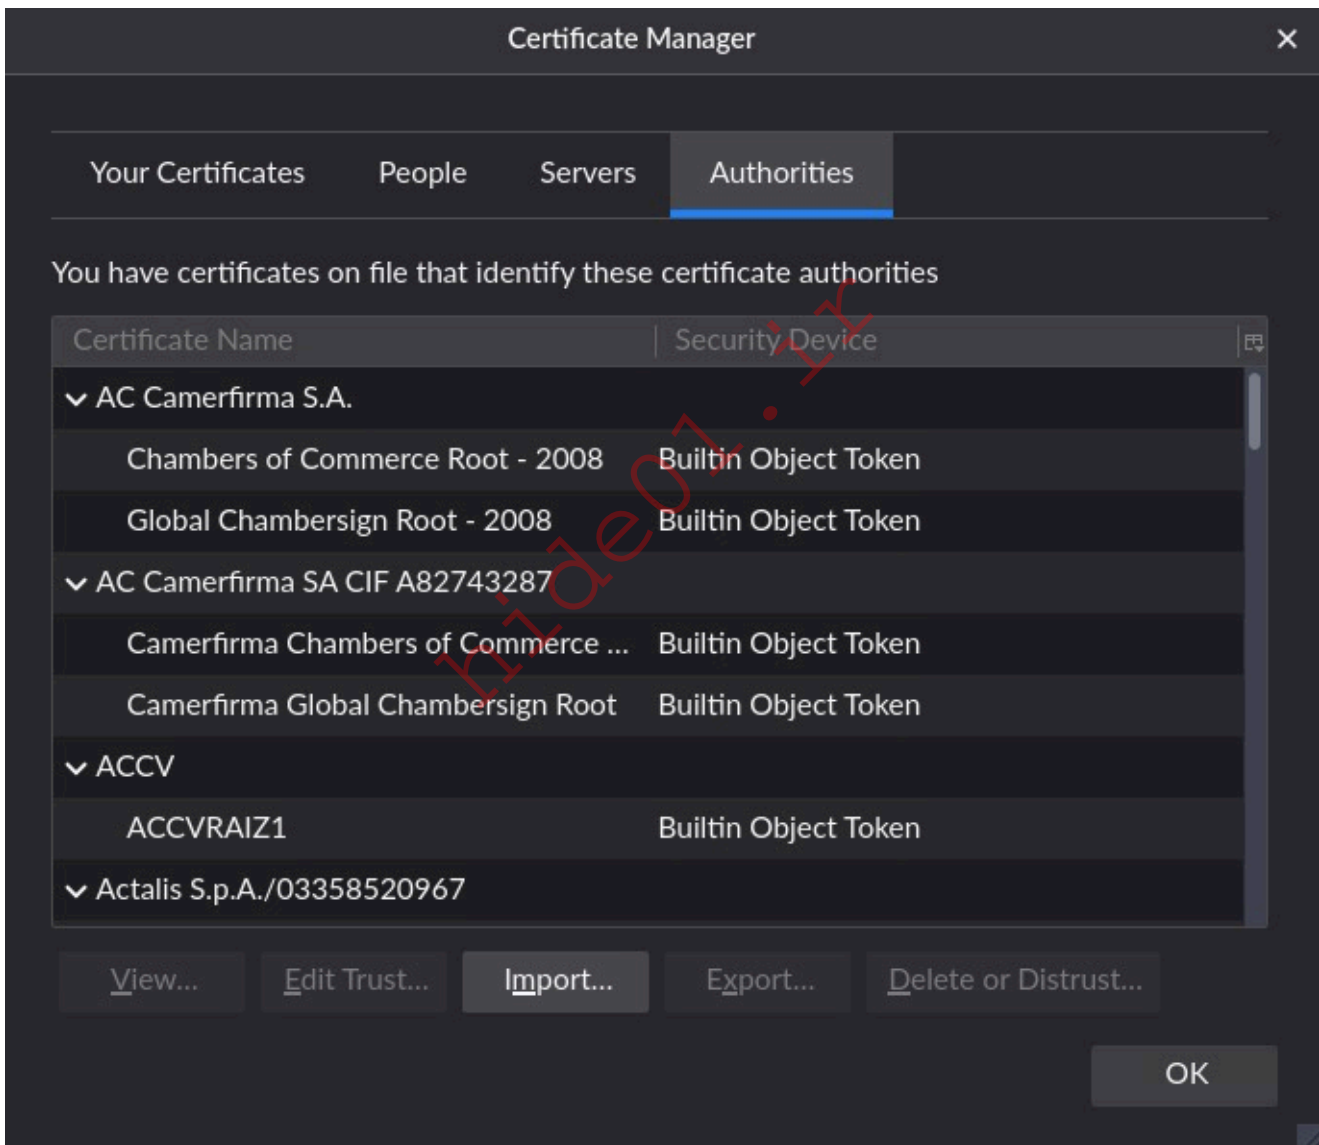 Certificate Manager
Your Certificates People Servers Authorities
You have certificates on file that identify these certificate authorities
Certificate Name Security Device
AC Camerfirma S.A.
Chambers of Commerce Root - 2008 Builtin Object Token
Global Chambersign Root - 2008 Builtin Object Token
AC Camerfirma SA CIF A82743287
Camerfirma Chambers of Commerce ... Builtin Object Token
Camerfirma Global Chambersign Root Builtin Object Token
ACCV
ACCVRAIZ1 Builtin Object Token
Actalis S.p.A./03358520967
View... Edit Trust... Import... Export... Delete or Distrust...
OK
hide01.ir